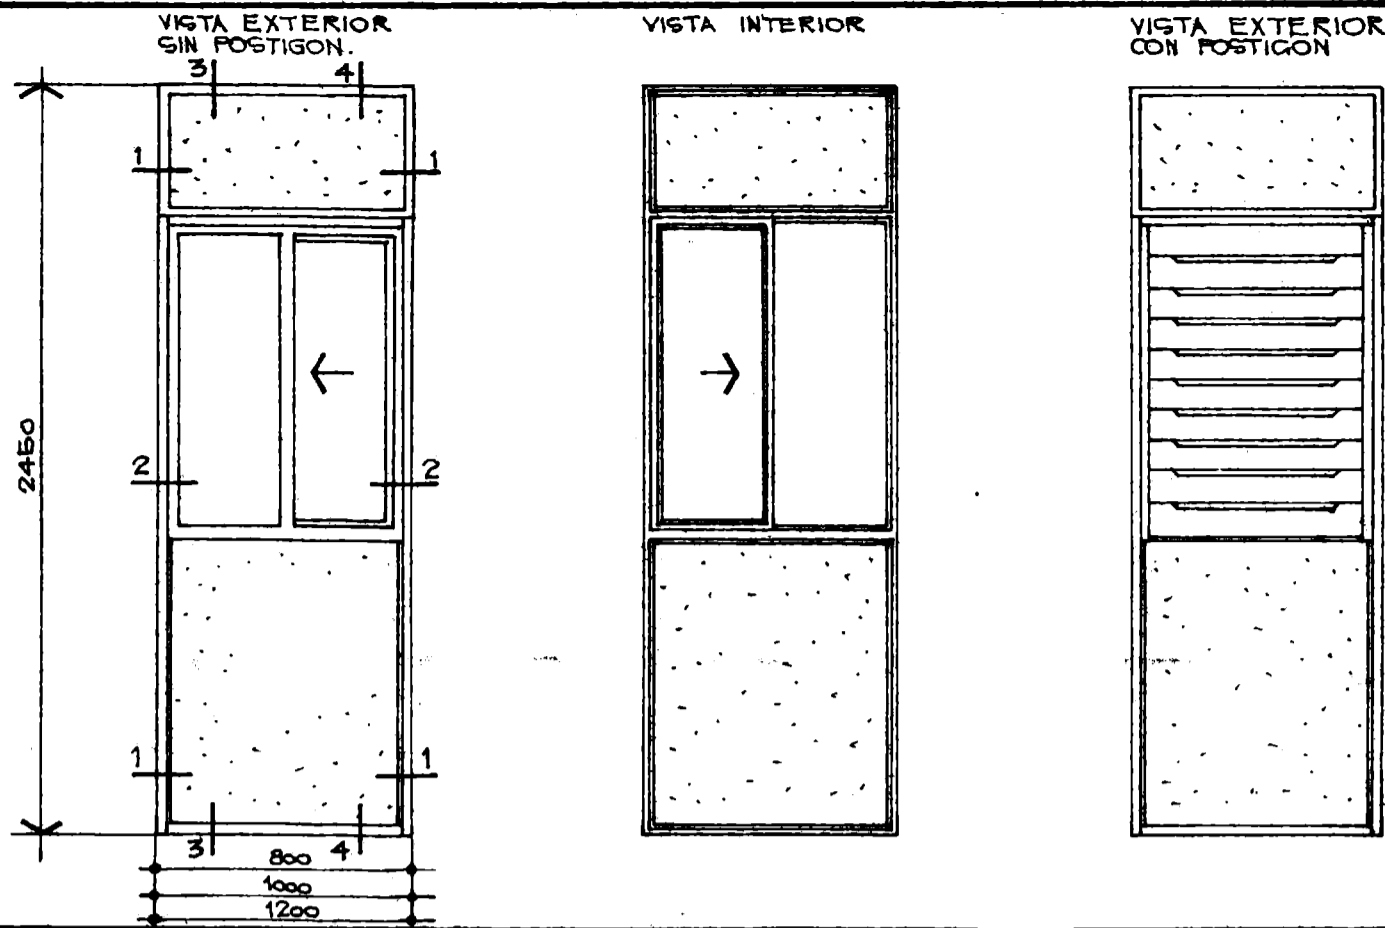 VISTA EXTERIOR
SIN POSTIGON.
VISTA INTERIOR
VISTA EXTERIOR
CON POSTIGON
3 4
1 1
2 2
2450
1 1
3 4
800
1000
1200